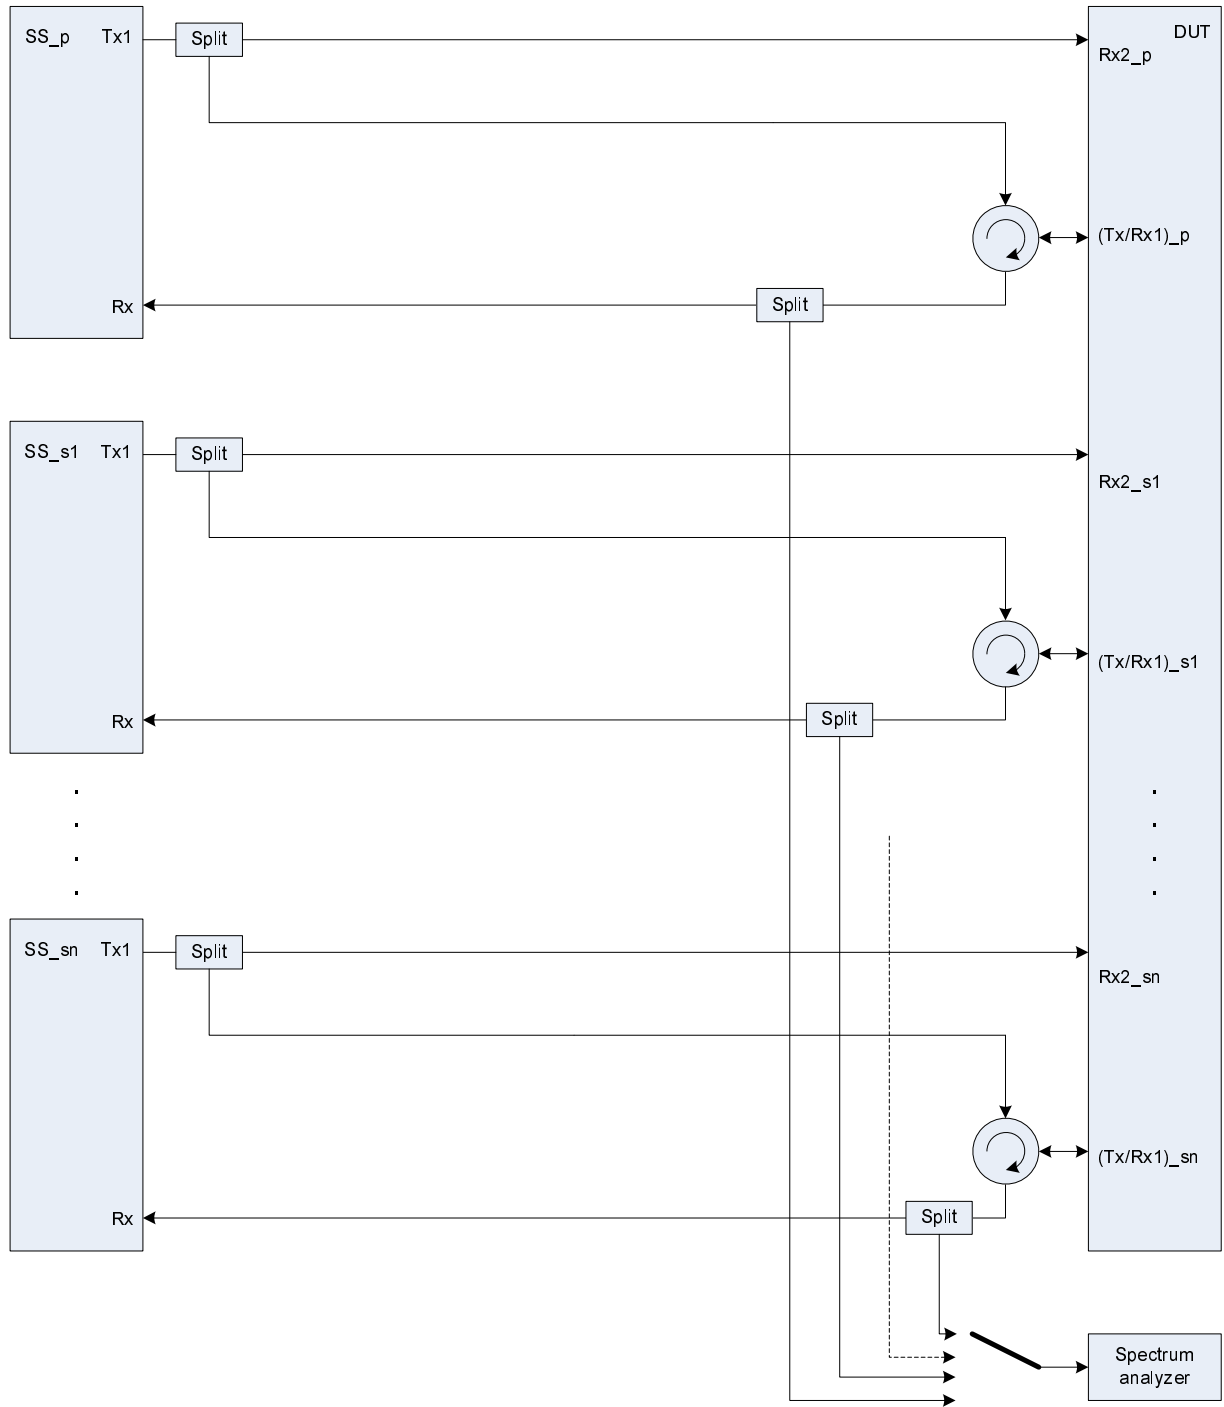 SS_p Tx1
Split
DUT
Rx2_p
(Tx/Rx1)_p
Split
Rx
SS_s1 Tx1
Split
Rx2_s1
(Tx/Rx1)_s1
Split
Rx
SS_sn Tx1
Split
Rx2_sn
(Tx/Rx1)_sn
Split
Rx
Spectrum
analyzer